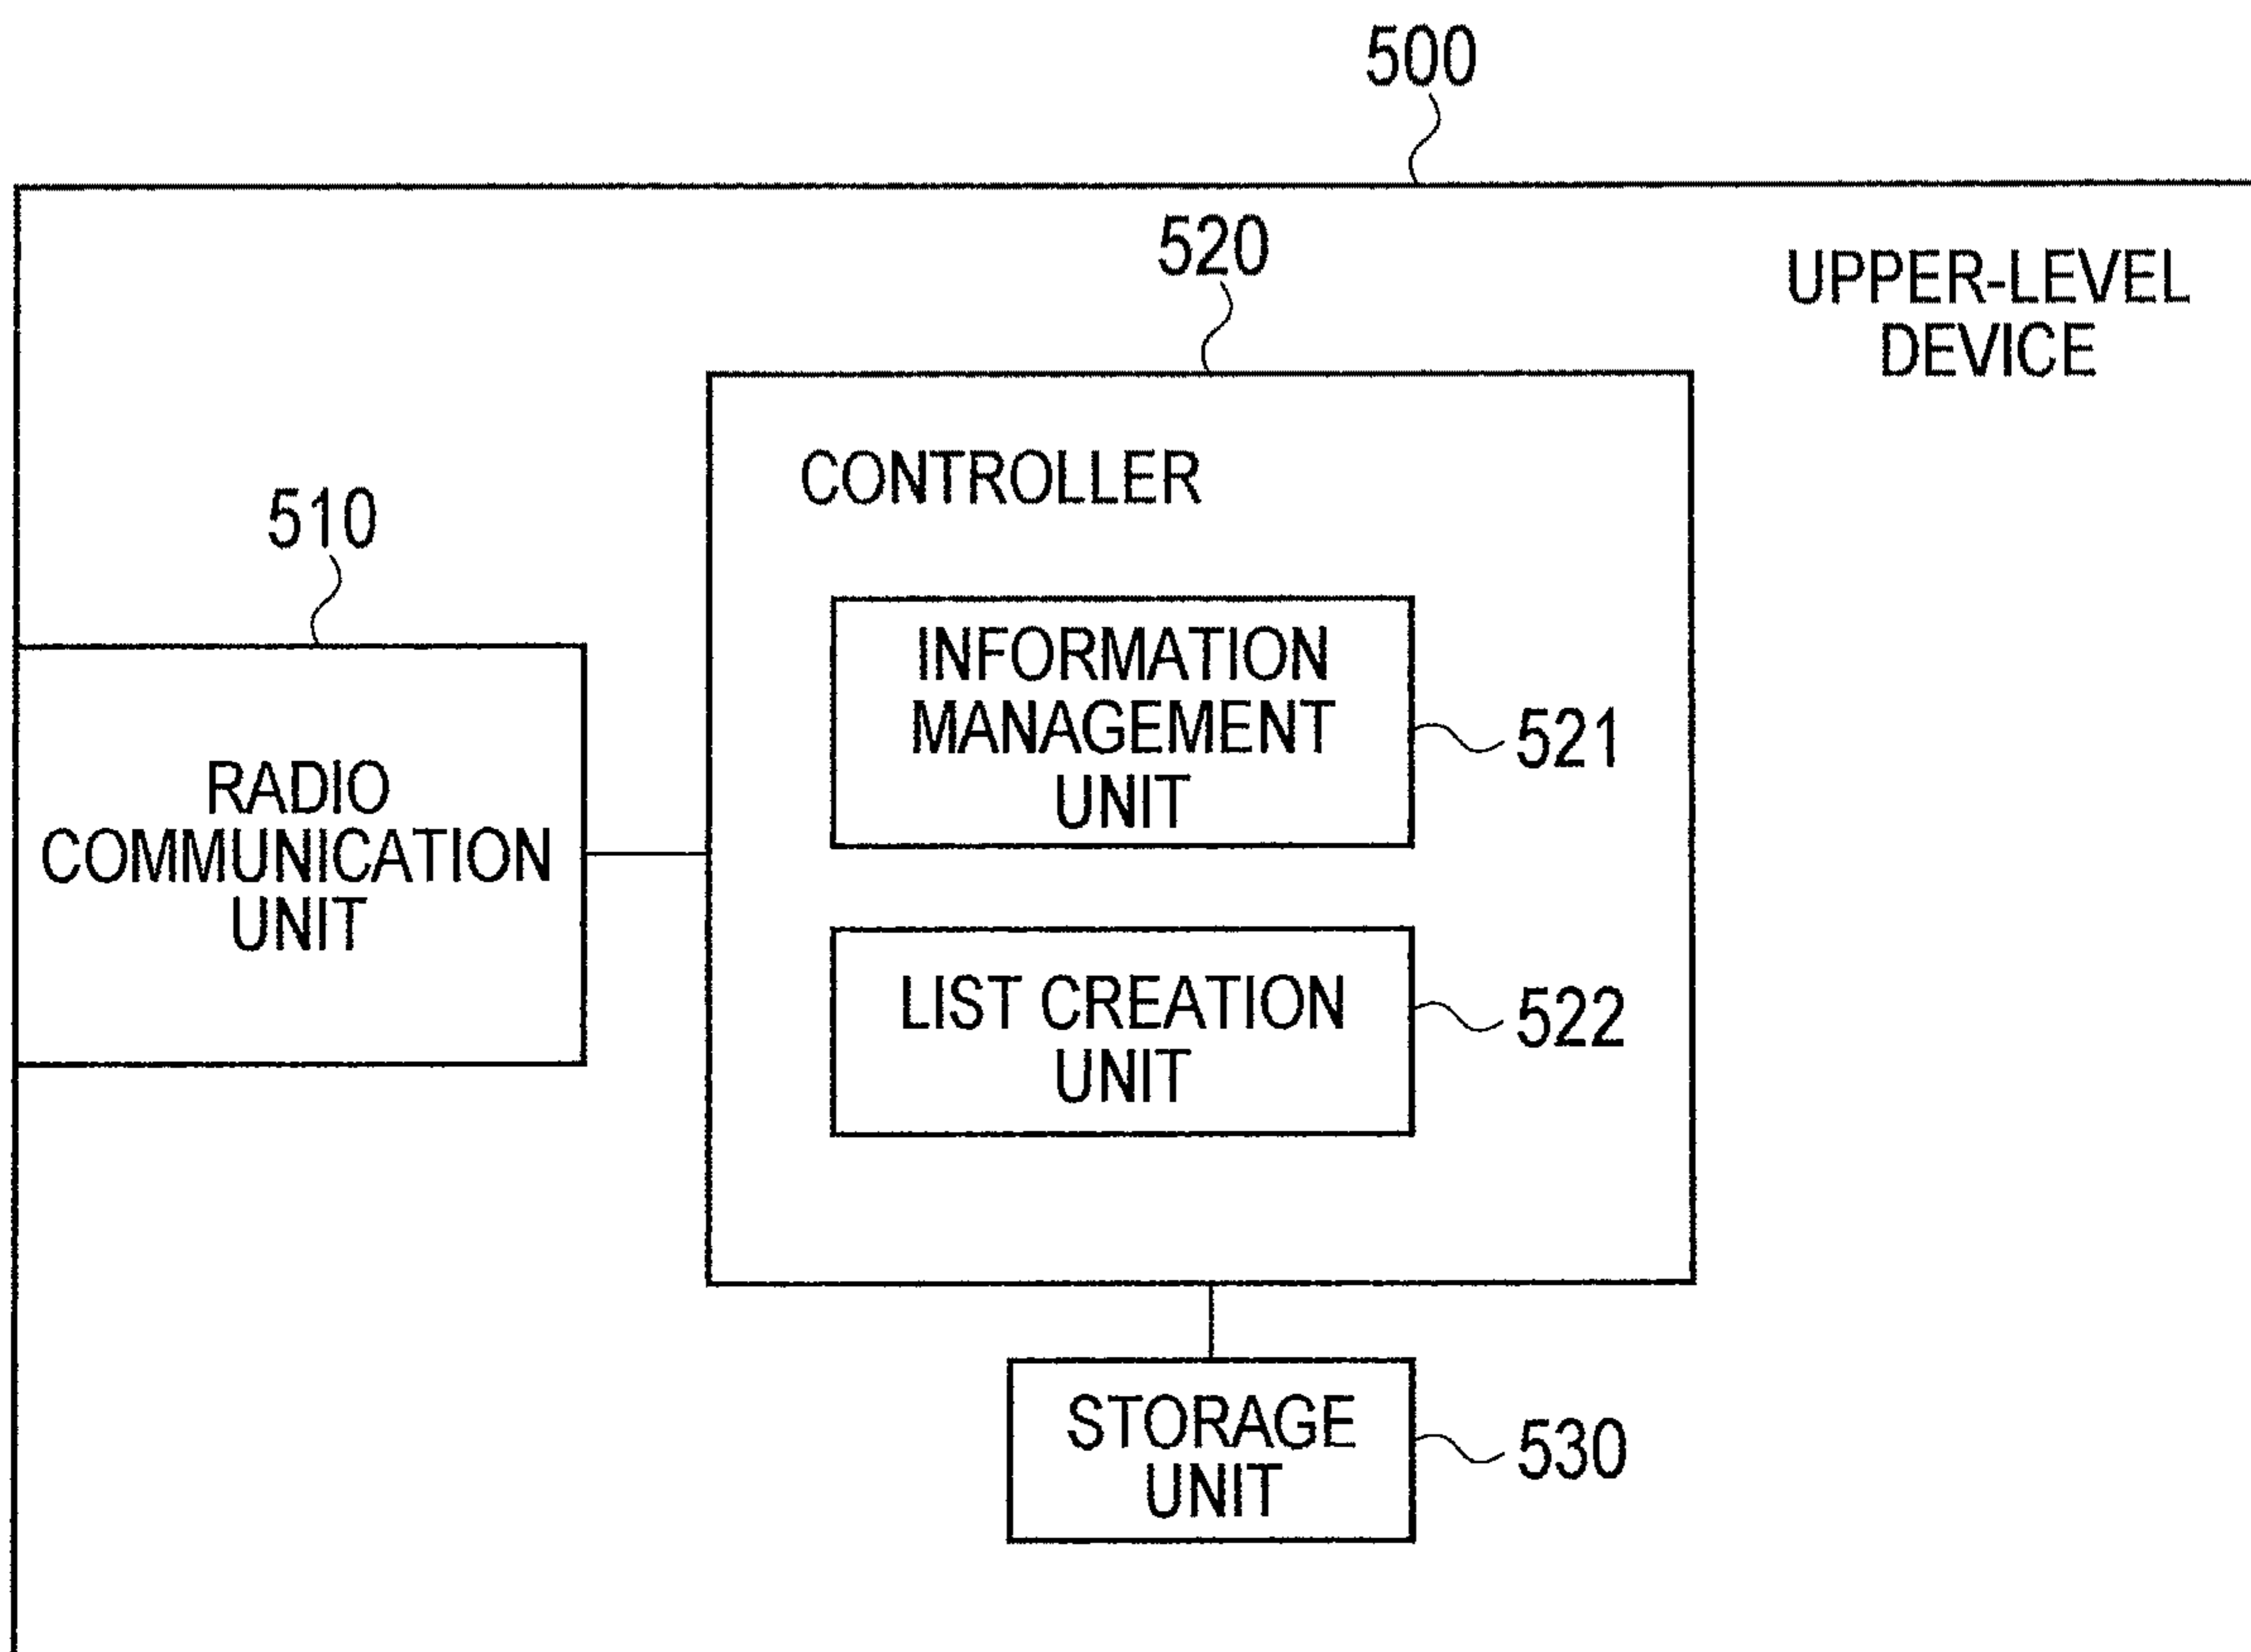 500
520
UPPER-LEVEL
DEVICE
CONTROLLER
510
INFORMATION
MANAGEMENT
UNIT
521
RADIO
COMMUNICATION
UNIT
LIST CREATION
UNIT
522
STORAGE
UNIT
530